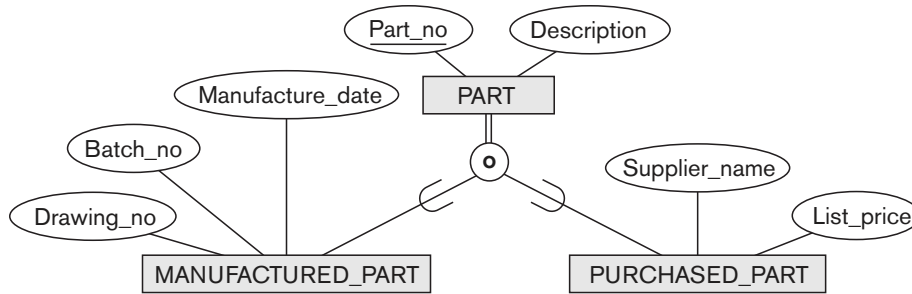 Part_no
Description
Manufacture_date
PART
Batch_no
o
Supplier_name
Drawing_no
List_price
MANUFACTURED_PART
PURCHASED_PART